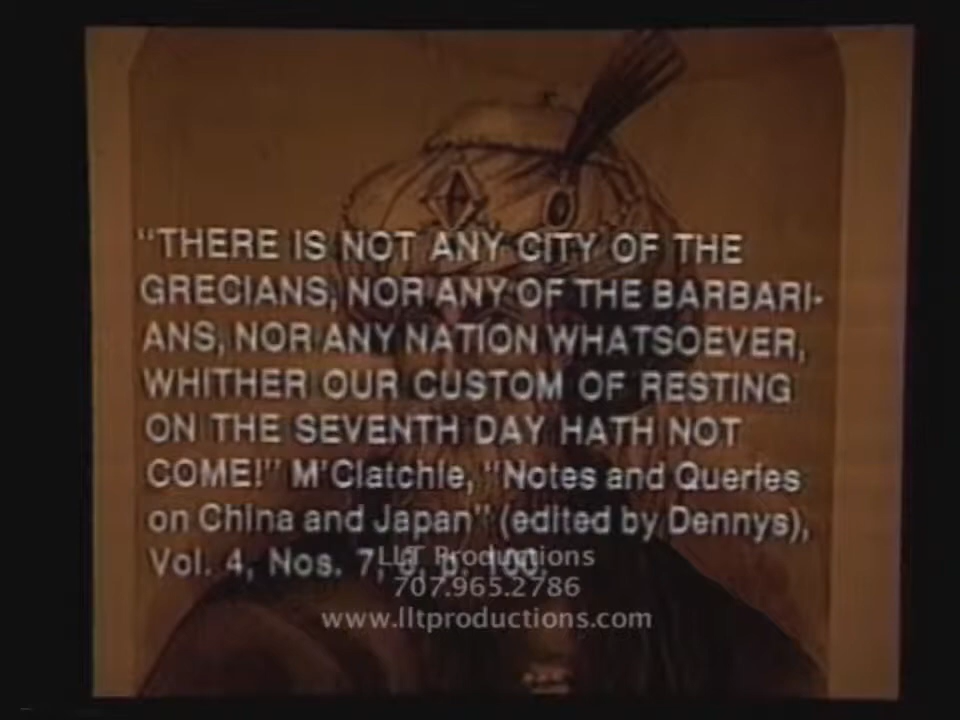 “THERE IS NOT ANY CITY OF THE
GRECIANS, NOR ANY OF THE BARBARI-
ANS, NOR ANY NATION WHATSOEVER,
WHITHER OUR CUSTOM OF RESTING
ON THE SEVENTH DAY HATH NOT
COME!” M'Clatchie, “Notes and Queries
on China and Japan” (edited by Dennys),
Vol. 4, Nos. 7, p. 100.
LLT Productions
707.965.2786
www.lltproductions.com